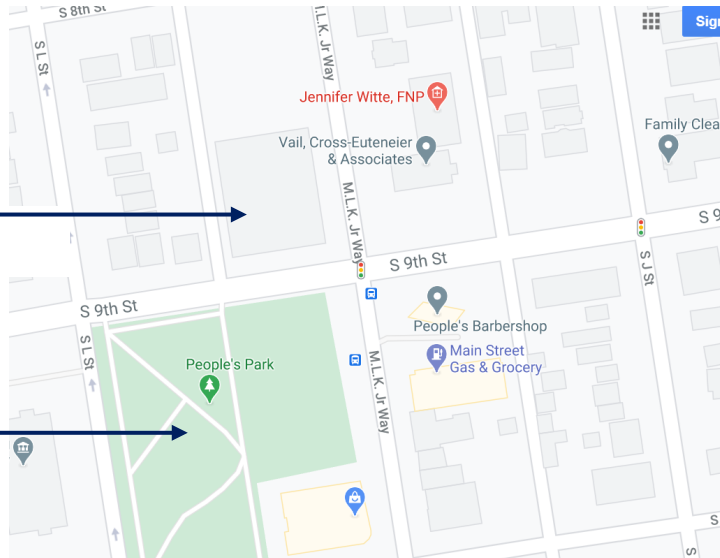 S 8th St
Sign
S L St
M.L.K. Jr Way
Jennifer Witte, FNP
Vail, Cross-Euteneier
& Associates
Family Clea
M.L.K. Jr Way
S 9
S 9th St
S J St
S 9th St
People's Barbershop
S L St
People's Park
Main Street
Gas & Grocery
M.L.K. Jr Way
S
S